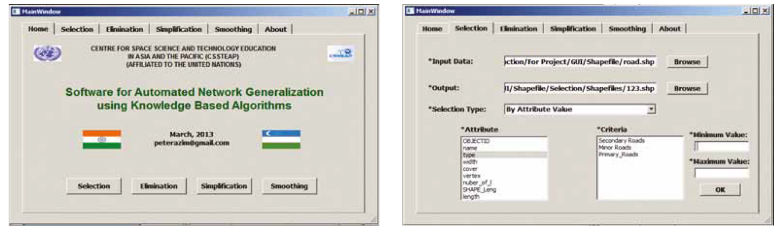 MainWindow
Home Selection Elimination Simplification Smoothing About
CENTRE FOR SPACE SCIENCE AND TECHNOLOGY EDUCATION
IN ASIA AND THE PACIFIC (CSSTEAP)
(AFFILIATED TO THE UNITED NATIONS)
Software for Automated Network Generalization
using Knowledge Based Algorithms
March, 2013
peterazim@gmail.com
Selection Elimination Simplification Smoothing
MainWindow
Home Selection Elimination Simplification Smoothing About
*Input Data: ction/for Project/GUI/Shapefile/road.shp Browse
*Output: I/Shapefile/Selection/Shapefiles/123.shp Browse
*Selection Type: By Attribute Value
*Attribute
OBJECTID
name
type
width
cover
vertex
nuber_of_l
SHAPE_Leng
length
*Criteria
Secondary Roads
Minor Roads
Primary_Roads
*Minimum Value:
*Maximum Value:
OK